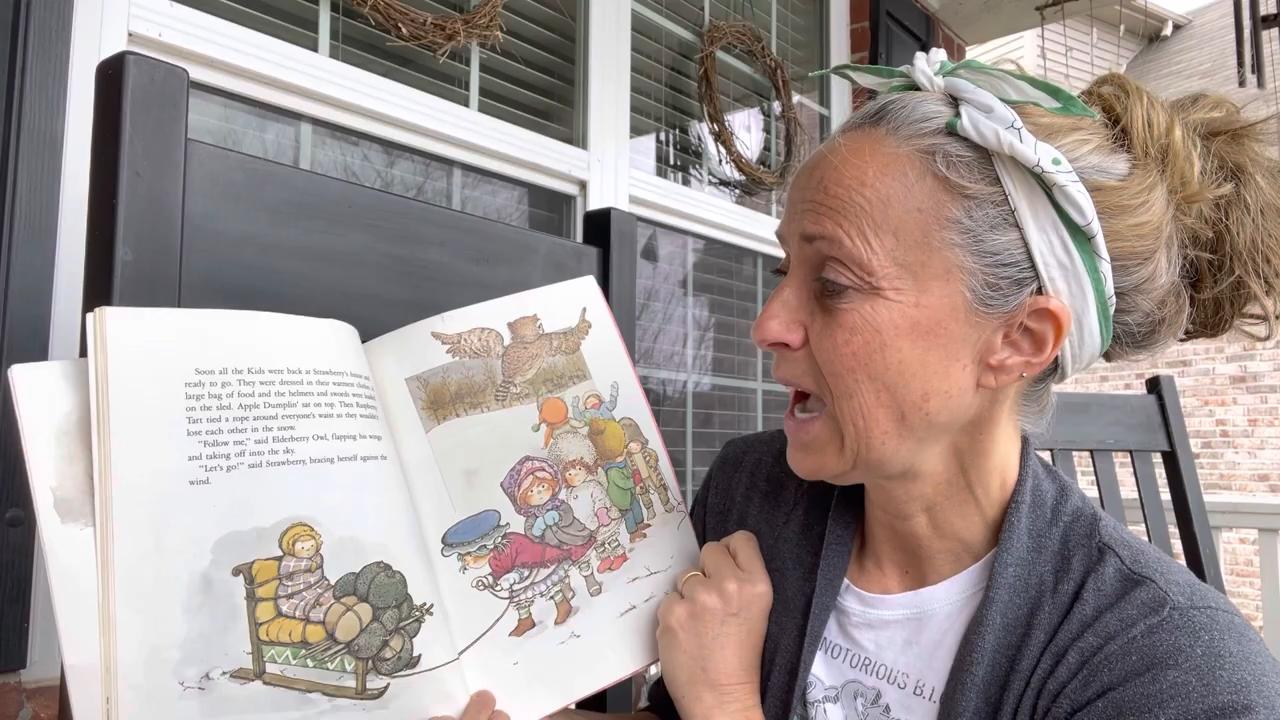 Soon all the Kids were back at Strawberry's house and
ready to go. They were dressed in their warmest clothes. A
large bag of food and the helmets and swords were loaded
on the sled. Apple Dumplin' sat on top. Then Raspberry
Tart tied a rope around everyone's waist so they wouldn't
lose each other in the snow.
"Follow me," said Elderberry Owl, flapping his wings
and taking off into the sky.
"Let's go!" said Strawberry, bracing herself against the
wind.
NOTORIOUS B.I.